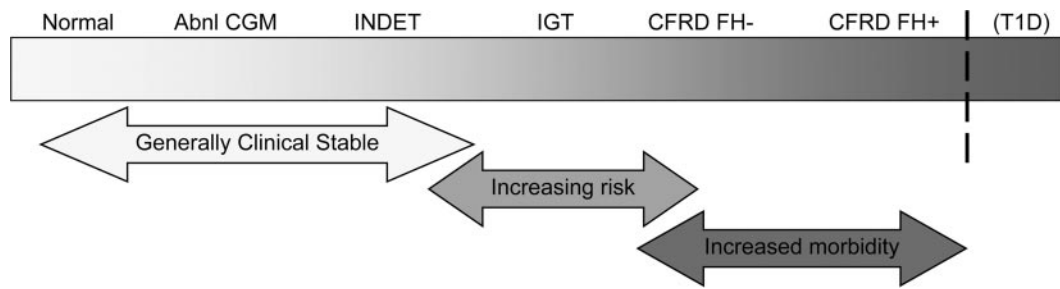 Normal Abnl CGM INDET IGT CFRD FH- CFRD FH+ (T1D)
Generally Clinical Stable
Increasing risk
Increased morbidity